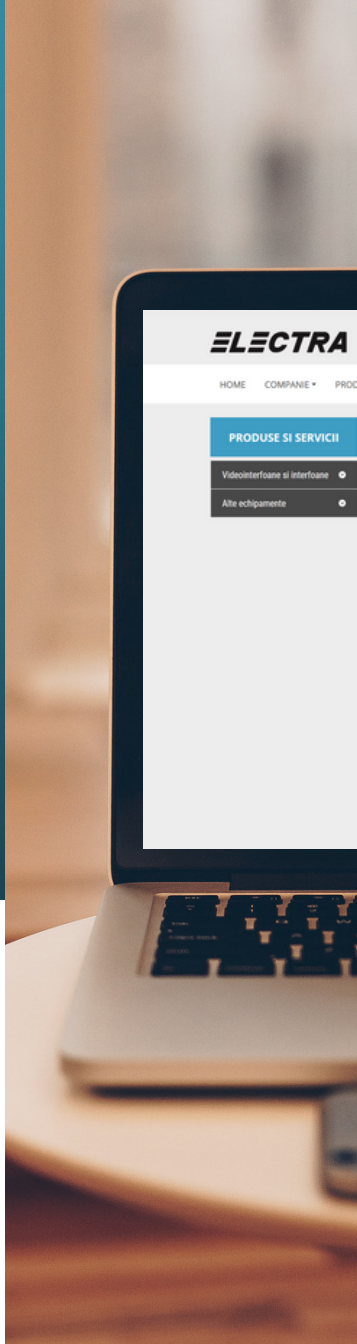 ELECTRA
HOME COMPANIE
PRODUSE SI SERVICII
Videointerfoane si interfoane
Alte echipamente